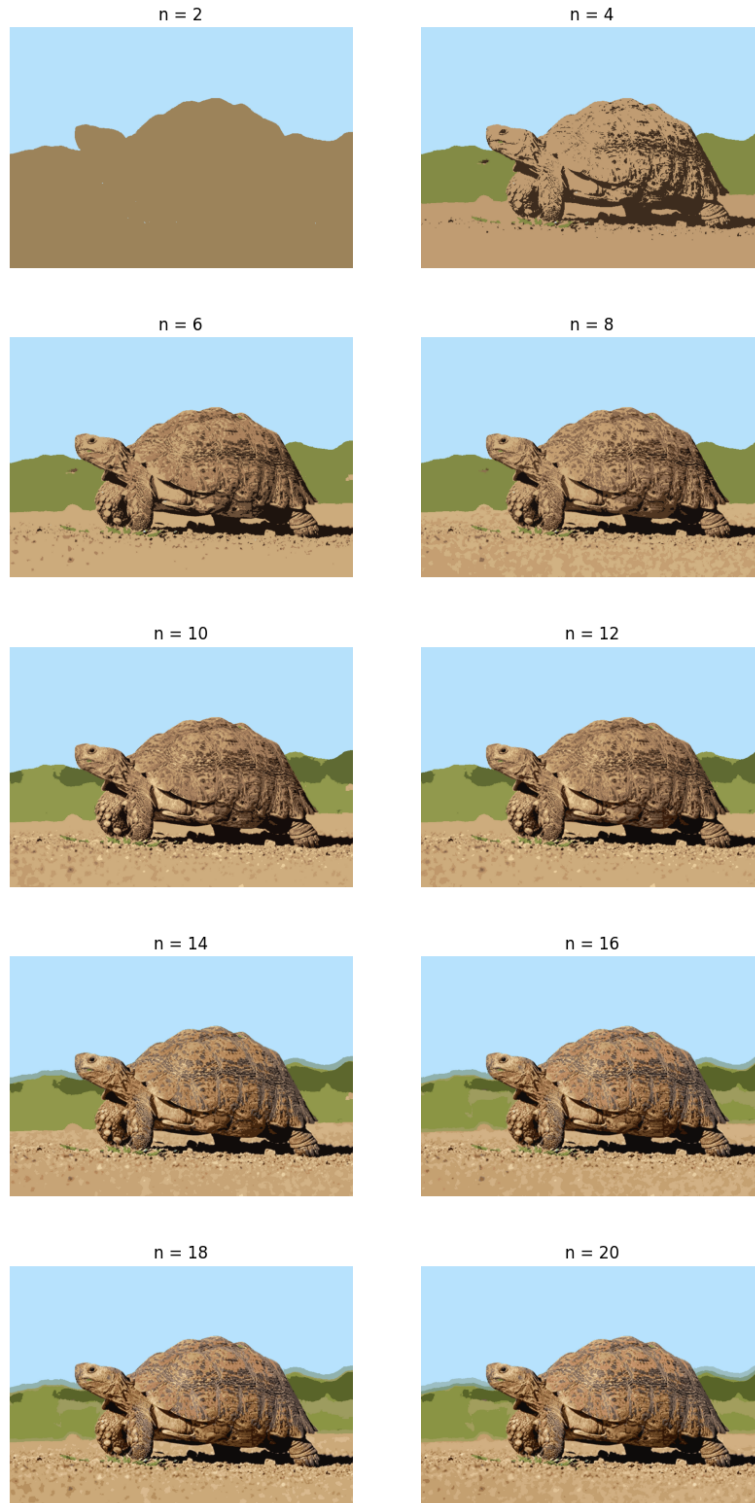 n = 2
n = 4
n = 6
n = 8
n = 10
n = 12
n = 14
n = 16
n = 18
n = 20